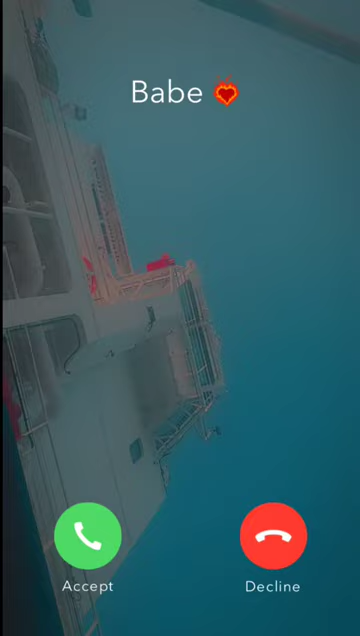 Babe ❤️‍🔥
Accept
Decline